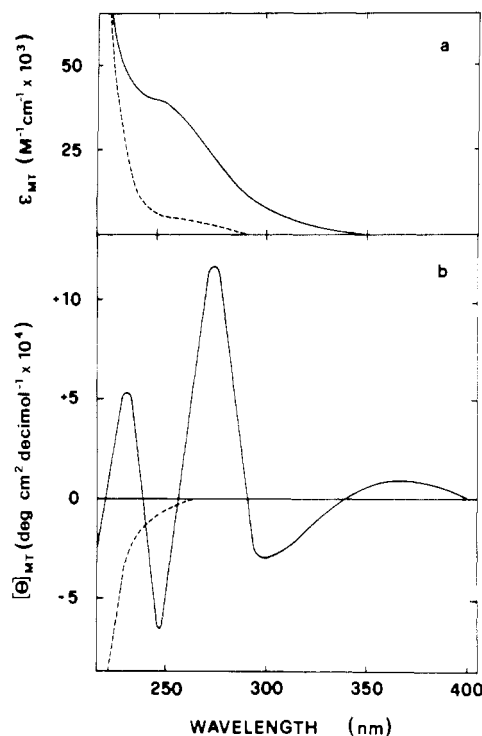 a
50
25
ε_MT (M⁻¹cm⁻¹ x 10³)
b
+10
+5
0
-5
[Θ]_MT (deg cm² decimol⁻¹ x 10⁴)
250 300 350 400
WAVELENGTH (nm)